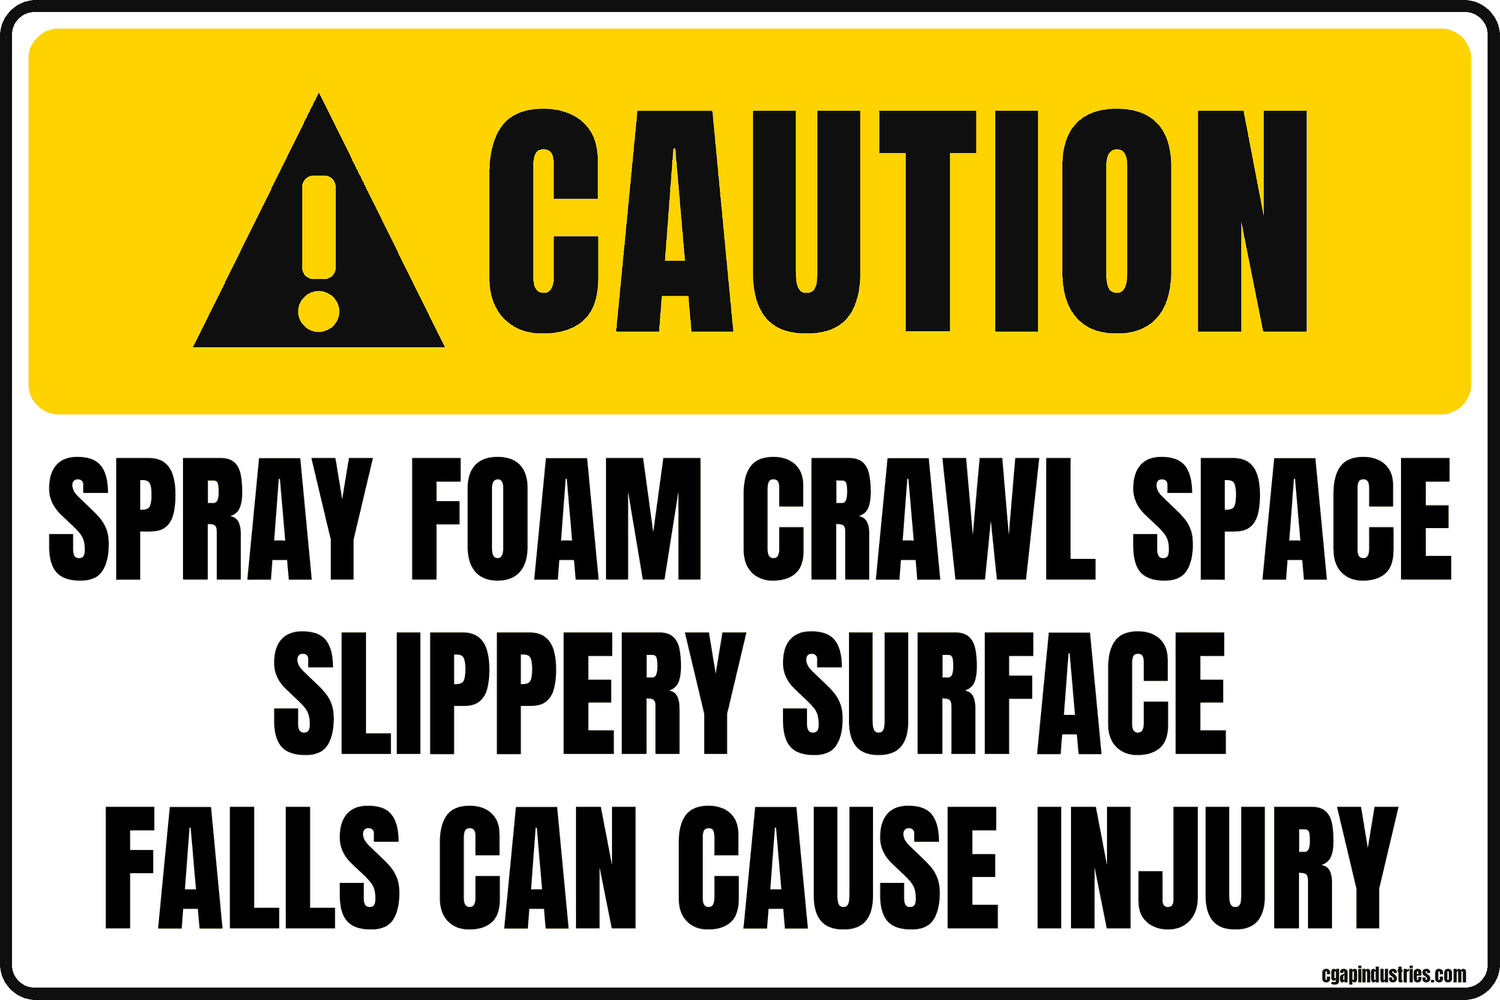 CAUTION
SPRAY FOAM CRAWL SPACE
SLIPPERY SURFACE
FALLS CAN CAUSE INJURY
cgapindustries.com